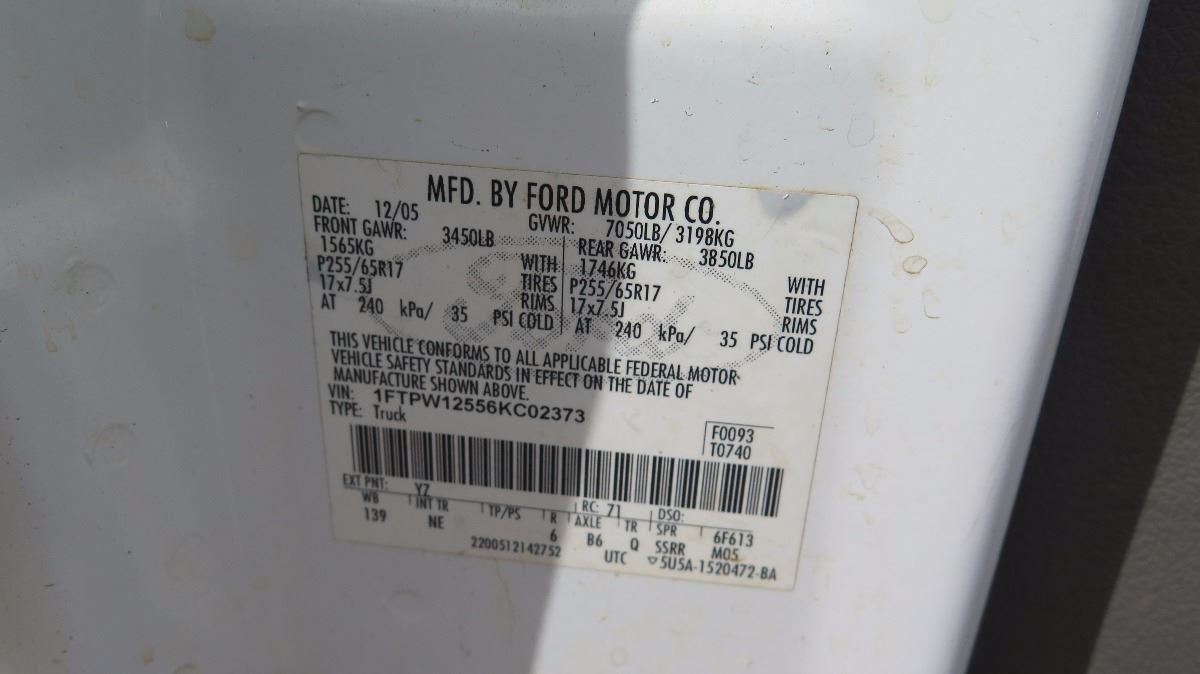 MFD. BY FORD MOTOR CO.
DATE: 12/05 GVWR: 7050LB/ 3198KG
FRONT GAWR: 3450LB REAR GAWR: 3850LB
1565KG WITH 1746KG WITH
P255/65R17 TIRES P255/65R17 TIRES
17x7.5J RIMS 17x7.5J RIMS
AT 240 kPa/ 35 PSI COLD AT 240 kPa/ 35 PSI COLD
Ford
THIS VEHICLE CONFORMS TO ALL APPLICABLE FEDERAL MOTOR
VEHICLE SAFETY STANDARDS IN EFFECT ON THE DATE OF
MANUFACTURE SHOWN ABOVE.
VIN: 1FTPW12556KC02373
TYPE: Truck
F0093
T0740
EXT PNT: YZ RC: 71 DSO:
WB INT TR TP/PS R AXLE TR SPR 6F613
139 NE 6 B6 Q SSRR M05
2200512142752 UTC ▽5U5A-1520472-BA